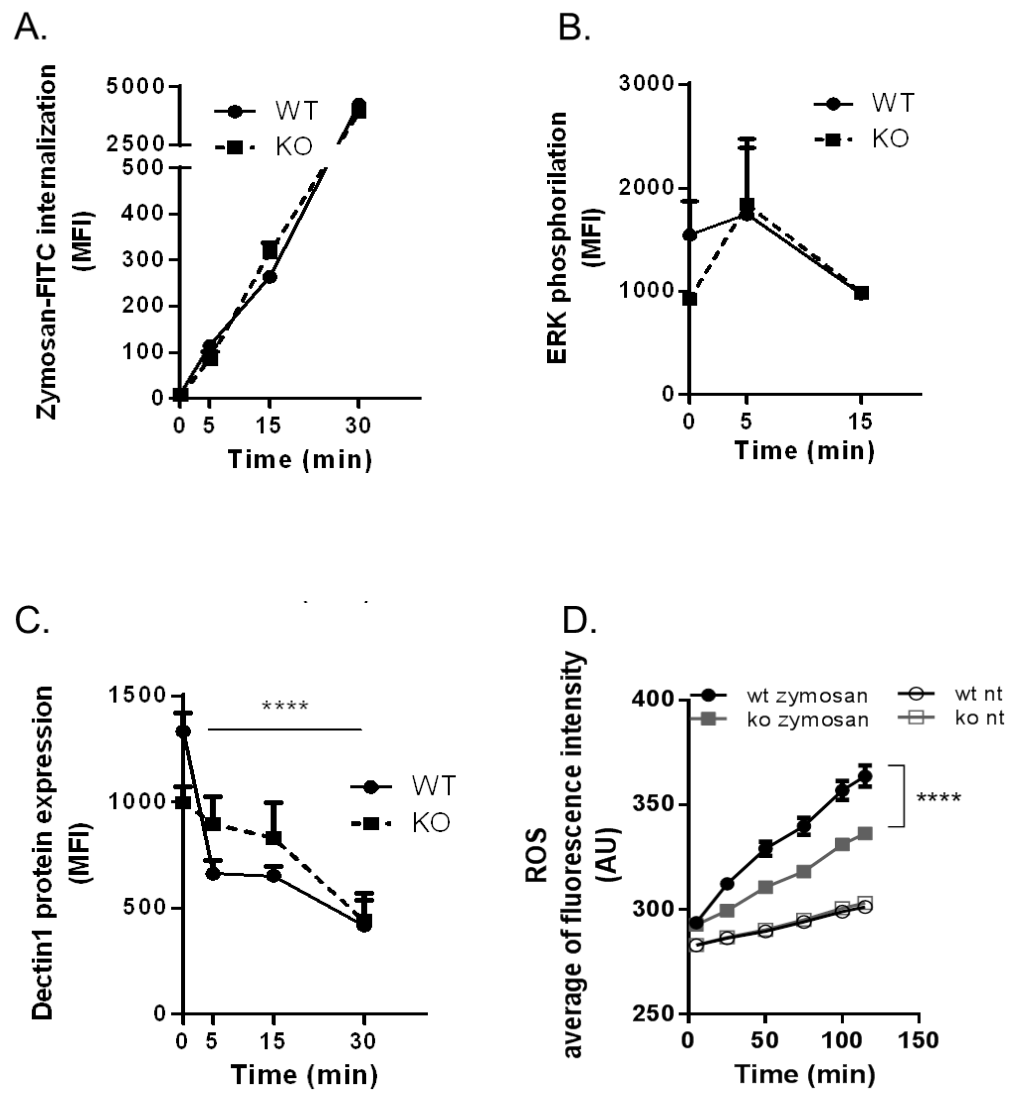 A.
Zymosan-FITC internalization
(MFI)
5000
2500
500
400
300
200
100
0
WT
KO
0 5 15 30
Time (min)
B.
ERK phosphorilation
(MFI)
3000
2000
1000
0
WT
KO
0 5 15
Time (min)
C.
Dectin1 protein expression
(MFI)
1500
1000
500
0
****
WT
KO
0 5 15 30
Time (min)
D.
ROS
average of fluorescence intensity
(AU)
400
350
300
250
wt zymosan
ko zymosan
wt nt
ko nt
****
0 50 100 150
Time (min)